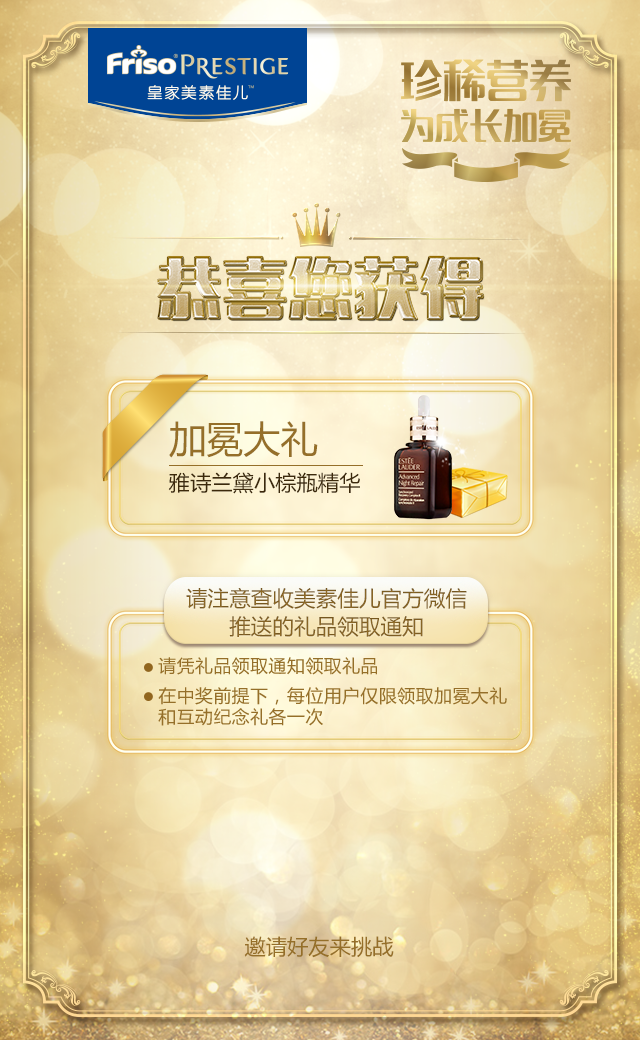 Friso PRESTIGE
皇家美素佳儿™
珍稀营养
为成长加冕
恭喜您获得
加冕大礼
雅诗兰黛小棕瓶精华
ESTĒE
LAUDER
Advanced
Night Repair
请注意查收美素佳儿官方微信
推送的礼品领取通知
●请凭礼品领取通知领取礼品
●在中奖前提下，每位用户仅限领取加冕大礼
和互动纪念礼各一次
邀请好友来挑战